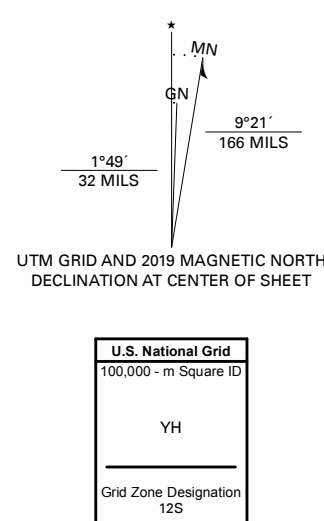 ★
MN
GN
9°21´
166 MILS
1°49´
32 MILS
UTM GRID AND 2019 MAGNETIC NORTH
DECLINATION AT CENTER OF SHEET
U.S. National Grid
100,000 - m Square ID
YH
Grid Zone Designation
12S